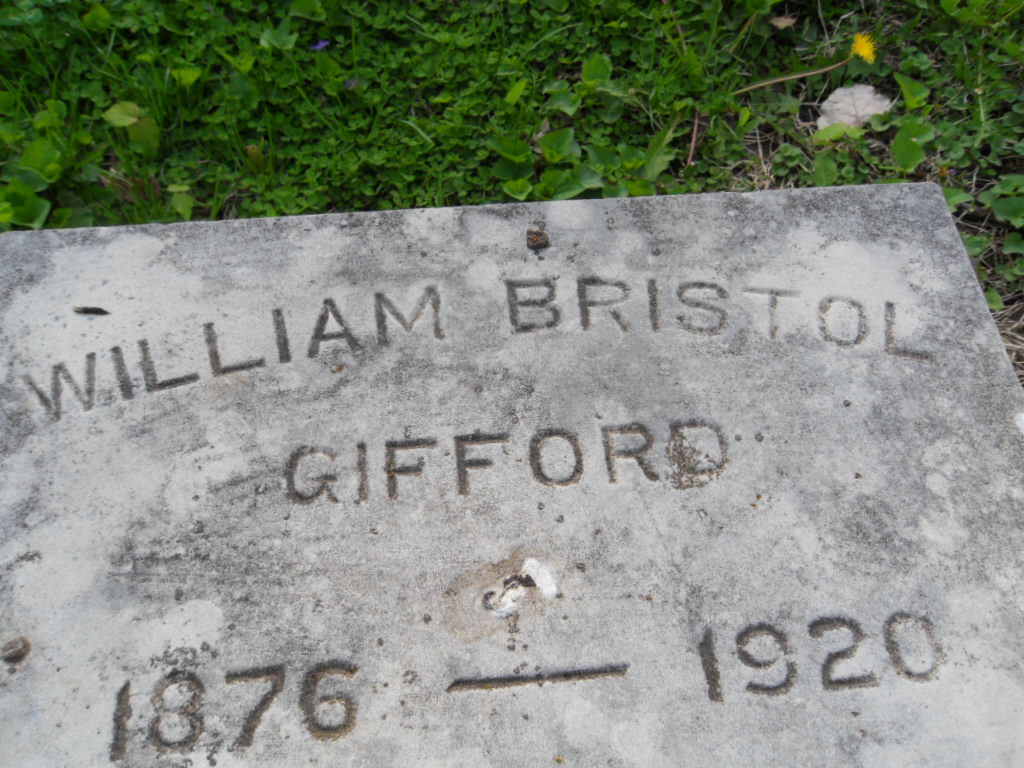 WILLIAM BRISTOL
GIFFORD
1876 — 1920